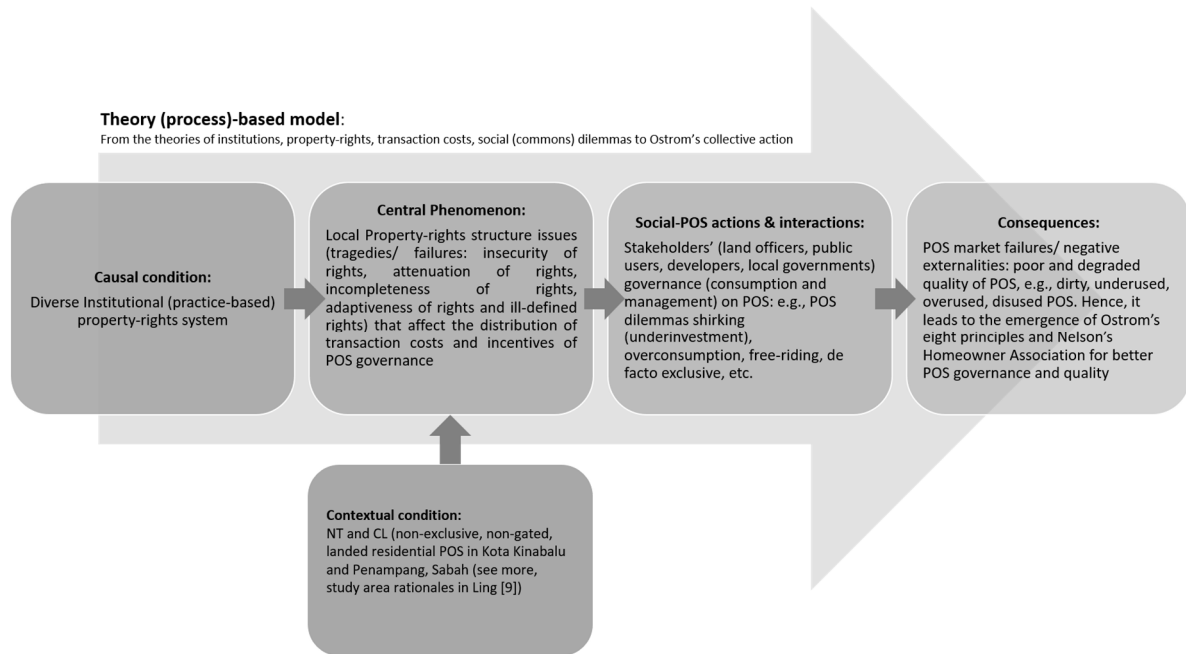 Theory (process)-based model:
From the theories of institutions, property-rights, transaction costs, social (commons) dilemmas to Ostrom's collective action
Causal condition:
Diverse Institutional (practice-based)
property-rights system
Central Phenomenon:
Local Property-rights structure issues
(tragedies/ failures: insecurity of
rights, attenuation of rights,
incompleteness of rights,
adaptiveness of rights and ill-defined
rights) that affect the distribution of
transaction costs and incentives of
POS governance
Social-POS actions & interactions:
Stakeholders' (land officers, public
users, developers, local governments)
governance (consumption and
management) on POS: e.g., POS
dilemmas shirking
(underinvestment),
overconsumption, free-riding, de
facto exclusive, etc.
Consequences:
POS market failures/ negative
externalities: poor and degraded
quality of POS, e.g., dirty, underused,
overused, disused POS. Hence, it
leads to the emergence of Ostrom's
eight principles and Nelson's
Homeowner Association for better
POS governance and quality
Contextual condition:
NT and CL (non-exclusive, non-gated,
landed residential POS in Kota Kinabalu
and Penampang, Sabah (see more,
study area rationales in Ling [9])